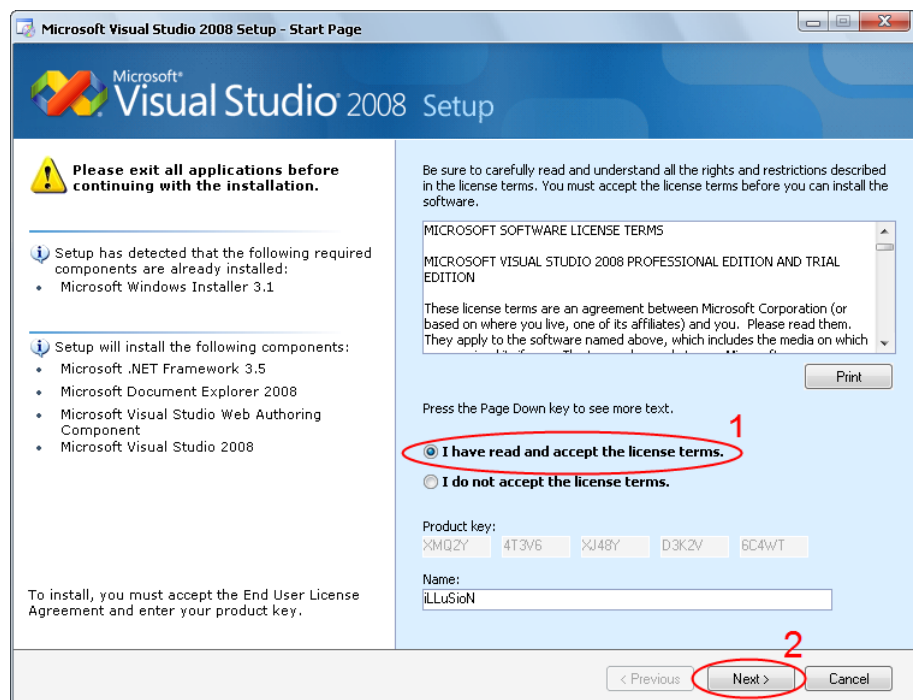 Microsoft Visual Studio 2008 Setup - Start Page
Microsoft®
Visual Studio® 2008 Setup
Please exit all applications before
continuing with the installation.
Setup has detected that the following required
components are already installed:
• Microsoft Windows Installer 3.1
Setup will install the following components:
• Microsoft .NET Framework 3.5
• Microsoft Document Explorer 2008
• Microsoft Visual Studio Web Authoring
Component
• Microsoft Visual Studio 2008
To install, you must accept the End User License
Agreement and enter your product key.
Be sure to carefully read and understand all the rights and restrictions described
in the license terms. You must accept the license terms before you can install the
software.
MICROSOFT SOFTWARE LICENSE TERMS
MICROSOFT VISUAL STUDIO 2008 PROFESSIONAL EDITION AND TRIAL
EDITION
These license terms are an agreement between Microsoft Corporation (or
based on where you live, one of its affiliates) and you. Please read them.
They apply to the software named above, which includes the media on which
Print
Press the Page Down key to see more text.
1
I have read and accept the license terms.
I do not accept the license terms.
Product key:
XMQ2Y 4T3V6 XJ48Y D3K2V 6C4WT
Name:
iLLuSioN
2
< Previous Next > Cancel